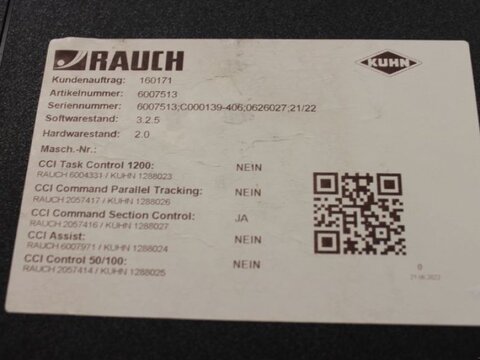 RAUCH
KUHN
Kundenauftrag: 160171
Artikelnummer: 6007513
Seriennummer: 6007513;C000139-406;0626027;21/22
Softwarestand: 3.2.5
Hardwarestand: 2.0
Masch.-Nr.:
CCI Task Control 1200: NEIN
RAUCH 6004331 / KUHN 1288023
CCI Command Parallel Tracking: NEIN
RAUCH 2057417 / KUHN 1288026
CCI Command Section Control: JA
RAUCH 2057416 / KUHN 1288027
CCI Assist: NEIN
RAUCH 6007971 / KUHN 1288024
CCI Control 50/100: NEIN
RAUCH 2057414 / KUHN 1288025
0